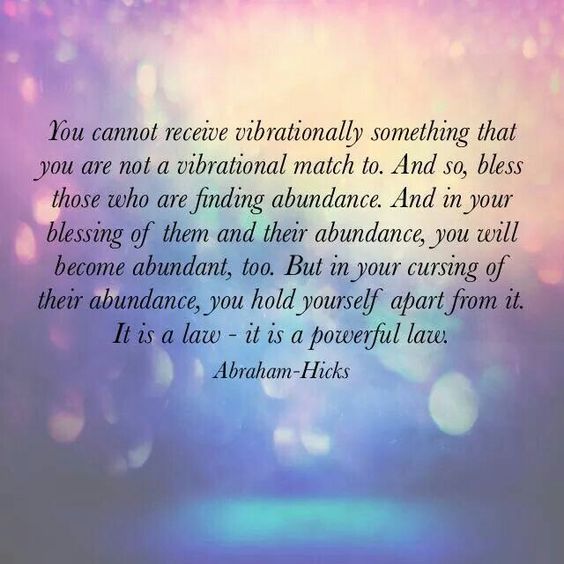 You cannot receive vibrationally something that
you are not a vibrational match to. And so, bless
those who are finding abundance. And in your
blessing of them and their abundance, you will
become abundant, too. But in your cursing of
their abundance, you hold yourself apart from it.
It is a law - it is a powerful law.
Abraham-Hicks